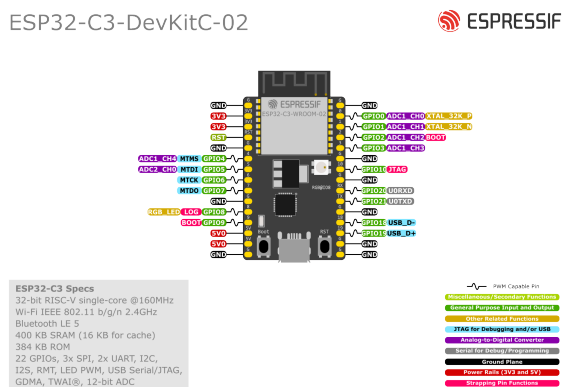 ESP32-C3-DevKitC-02
ESPRESSIF
ESPRESSIF
ESP32-C3-WROOM-02
GND
3V3
3V3
RST
GND
ADC1_CH4 MTMS GPIO4
ADC2_CH0 MTDI GPIO5
MTCK GPIO6
MTDO GPIO7
GND
RGB_LED LOG GPIO8
BOOT GPIO9
5V0
5V0
GND
GND
GPIO0 ADC1_CH0 XTAL_32K_P
GPIO1 ADC1_CH1 XTAL_32K_N
GPIO2 ADC1_CH2 BOOT
GPIO3 ADC1_CH3
GND
GPIO10 JTAG
GND
GPIO20 U0RXD
GPIO21 U0TXD
GND
GPIO18 USB_D-
GPIO19 USB_D+
GND
GND
Boot
RST
ESP32-C3 Specs
32-bit RISC-V single-core @160MHz
Wi-Fi IEEE 802.11 b/g/n 2.4GHz
Bluetooth LE 5
400 KB SRAM (16 KB for cache)
384 KB ROM
22 GPIOs, 3x SPI, 2x UART, I2C,
I2S, RMT, LED PWM, USB Serial/JTAG,
GDMA, TWAI®, 12-bit ADC
PWM Capable Pin
Miscellaneous/Secondary Functions
General Purpose Input and Output
Other Related Functions
JTAG for Debugging and/or USB
Analog-to-Digital Converter
Serial for Debug/Programming
Ground Plane
Power Rails (3V3 and 5V)
Strapping Pin Functions